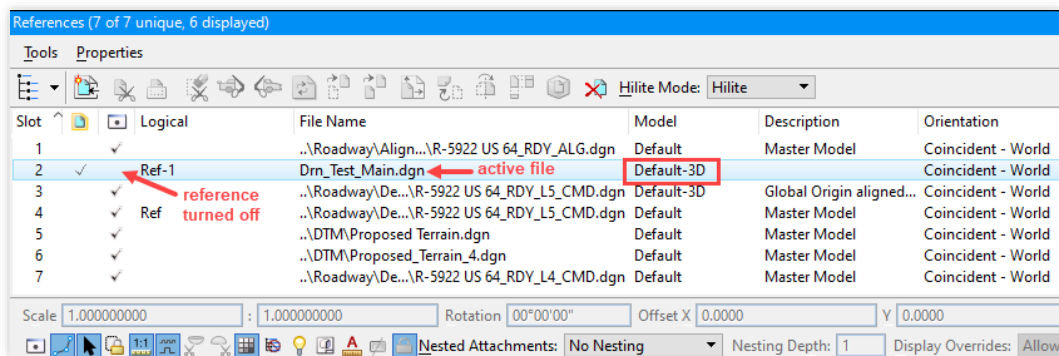 References (7 of 7 unique, 6 displayed)
Tools Properties
Hilite Mode: Hilite
Slot Logical File Name Model Description Orientation
1 ..\Roadway\Align...\R-5922 US 64_RDY_ALG.dgn Default Master Model Coincident - World
2 Ref-1 Drn_Test_Main.dgn active file Default-3D Coincident - World
3 ..\Roadway\De...\R-5922 US 64_RDY_L5_CMD.dgn Default-3D Global Origin aligned... Coincident - World
reference
4 Ref ..\Roadway\De...\R-5922 US 64_RDY_L5_CMD.dgn Default Master Model Coincident - World
turned off
5 ..\DTM\Proposed Terrain.dgn Default Master Model Coincident - World
6 ..\DTM\Proposed_Terrain_4.dgn Default Master Model Coincident - World
7 ..\Roadway\De...\R-5922 US 64_RDY_L4_CMD.dgn Default Master Model Coincident - World
Scale 1.000000000 : 1.000000000 Rotation 00°00'00" Offset X 0.0000 Y 0.0000
1:1 A Nested Attachments: No Nesting Nesting Depth: 1 Display Overrides: Allow